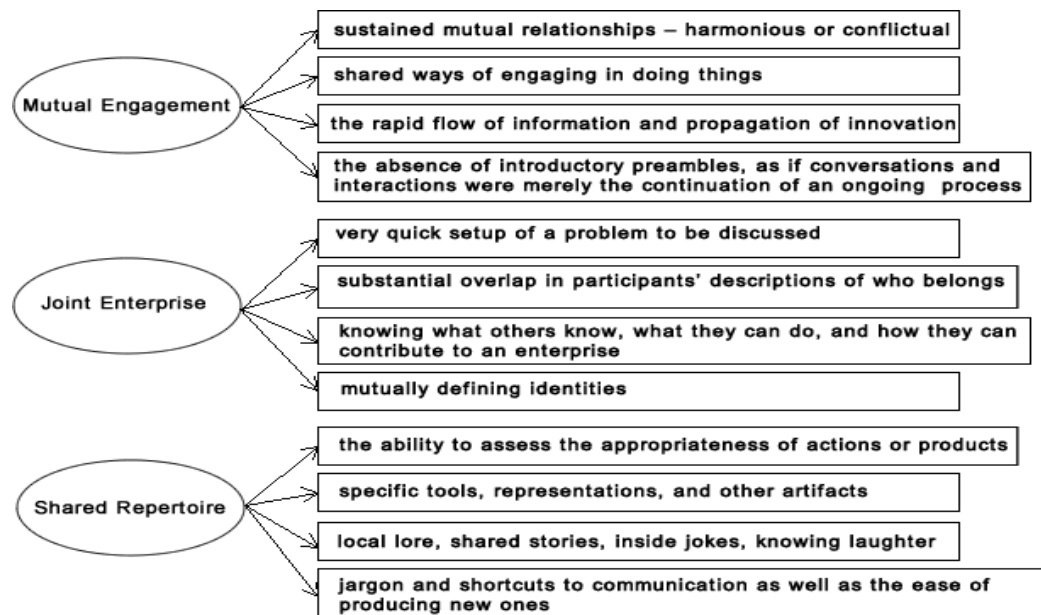 sustained mutual relationships – harmonious or conflictual
shared ways of engaging in doing things
Mutual Engagement
the rapid flow of information and propagation of innovation
the absence of introductory preambles, as if conversations and
interactions were merely the continuation of an ongoing process
very quick setup of a problem to be discussed
substantial overlap in participants' descriptions of who belongs
Joint Enterprise
knowing what others know, what they can do, and how they can
contribute to an enterprise
mutually defining identities
the ability to assess the appropriateness of actions or products
specific tools, representations, and other artifacts
Shared Repertoire
local lore, shared stories, inside jokes, knowing laughter
jargon and shortcuts to communication as well as the ease of
producing new ones